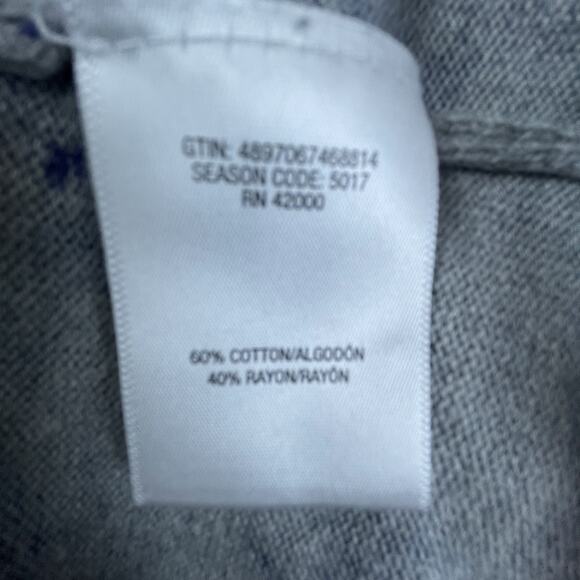 GTIN: 4897067468814
SEASON CODE: 5017
RN 42000
60% COTTON/ALGODÓN
40% RAYON/RAYÓN